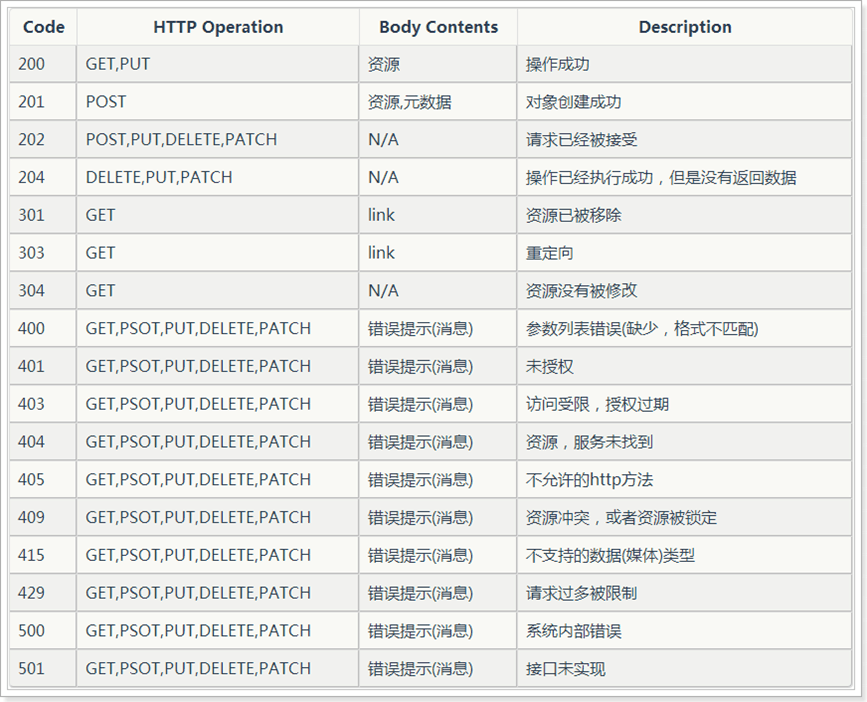 Code HTTP Operation Body Contents Description
200 GET,PUT 资源 操作成功
201 POST 资源,元数据 对象创建成功
202 POST,PUT,DELETE,PATCH N/A 请求已经被接受
204 DELETE,PUT,PATCH N/A 操作已经执行成功，但是没有返回数据
301 GET link 资源已被移除
303 GET link 重定向
304 GET N/A 资源没有被修改
400 GET,PSOT,PUT,DELETE,PATCH 错误提示(消息) 参数列表错误(缺少，格式不匹配)
401 GET,PSOT,PUT,DELETE,PATCH 错误提示(消息) 未授权
403 GET,PSOT,PUT,DELETE,PATCH 错误提示(消息) 访问受限，授权过期
404 GET,PSOT,PUT,DELETE,PATCH 错误提示(消息) 资源，服务未找到
405 GET,PSOT,PUT,DELETE,PATCH 错误提示(消息) 不允许的http方法
409 GET,PSOT,PUT,DELETE,PATCH 错误提示(消息) 资源冲突，或者资源被锁定
415 GET,PSOT,PUT,DELETE,PATCH 错误提示(消息) 不支持的数据(媒体)类型
429 GET,PSOT,PUT,DELETE,PATCH 错误提示(消息) 请求过多被限制
500 GET,PSOT,PUT,DELETE,PATCH 错误提示(消息) 系统内部错误
501 GET,PSOT,PUT,DELETE,PATCH 错误提示(消息) 接口未实现